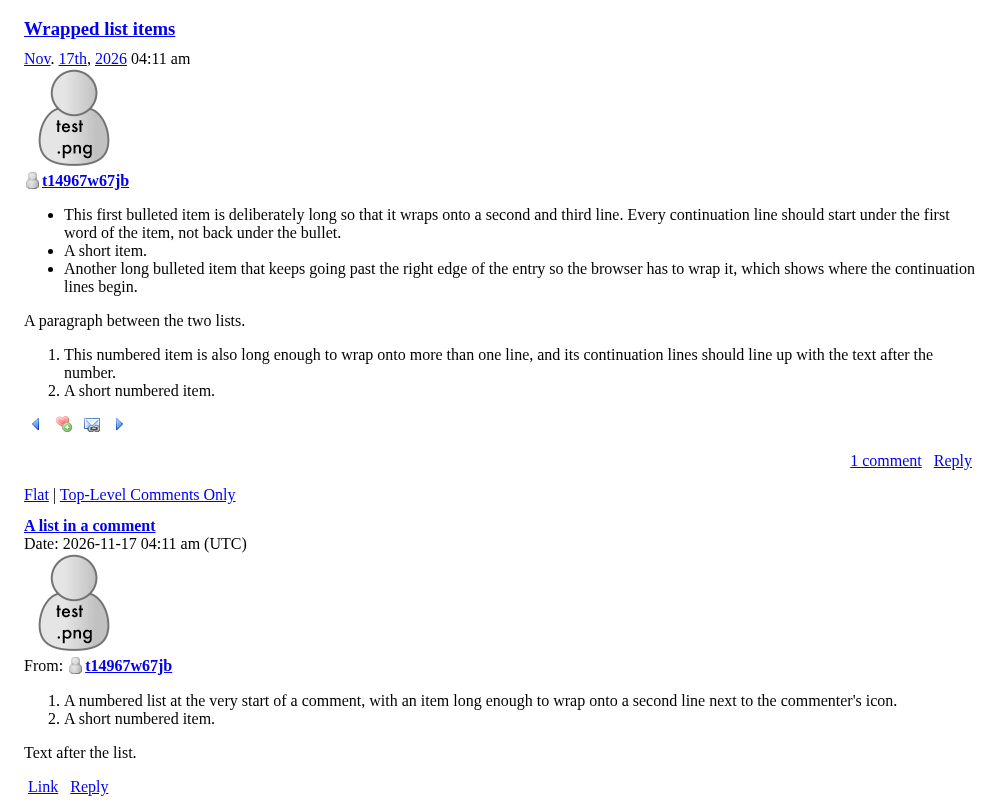 Wrapped list items
Nov. 17th, 2026 04:11 am
test
.png
t14967w67jb
• This first bulleted item is deliberately long so that it wraps onto a second and third line. Every continuation line should start under the first
word of the item, not back under the bullet.
• A short item.
• Another long bulleted item that keeps going past the right edge of the entry so the browser has to wrap it, which shows where the continuation
lines begin.
A paragraph between the two lists.
1. This numbered item is also long enough to wrap onto more than one line, and its continuation lines should line up with the text after the
number.
2. A short numbered item.
1 comment Reply
Flat | Top-Level Comments Only
A list in a comment
Date: 2026-11-17 04:11 am (UTC)
test
.png
From: t14967w67jb
1. A numbered list at the very start of a comment, with an item long enough to wrap onto a second line next to the commenter's icon.
2. A short numbered item.
Text after the list.
Link Reply